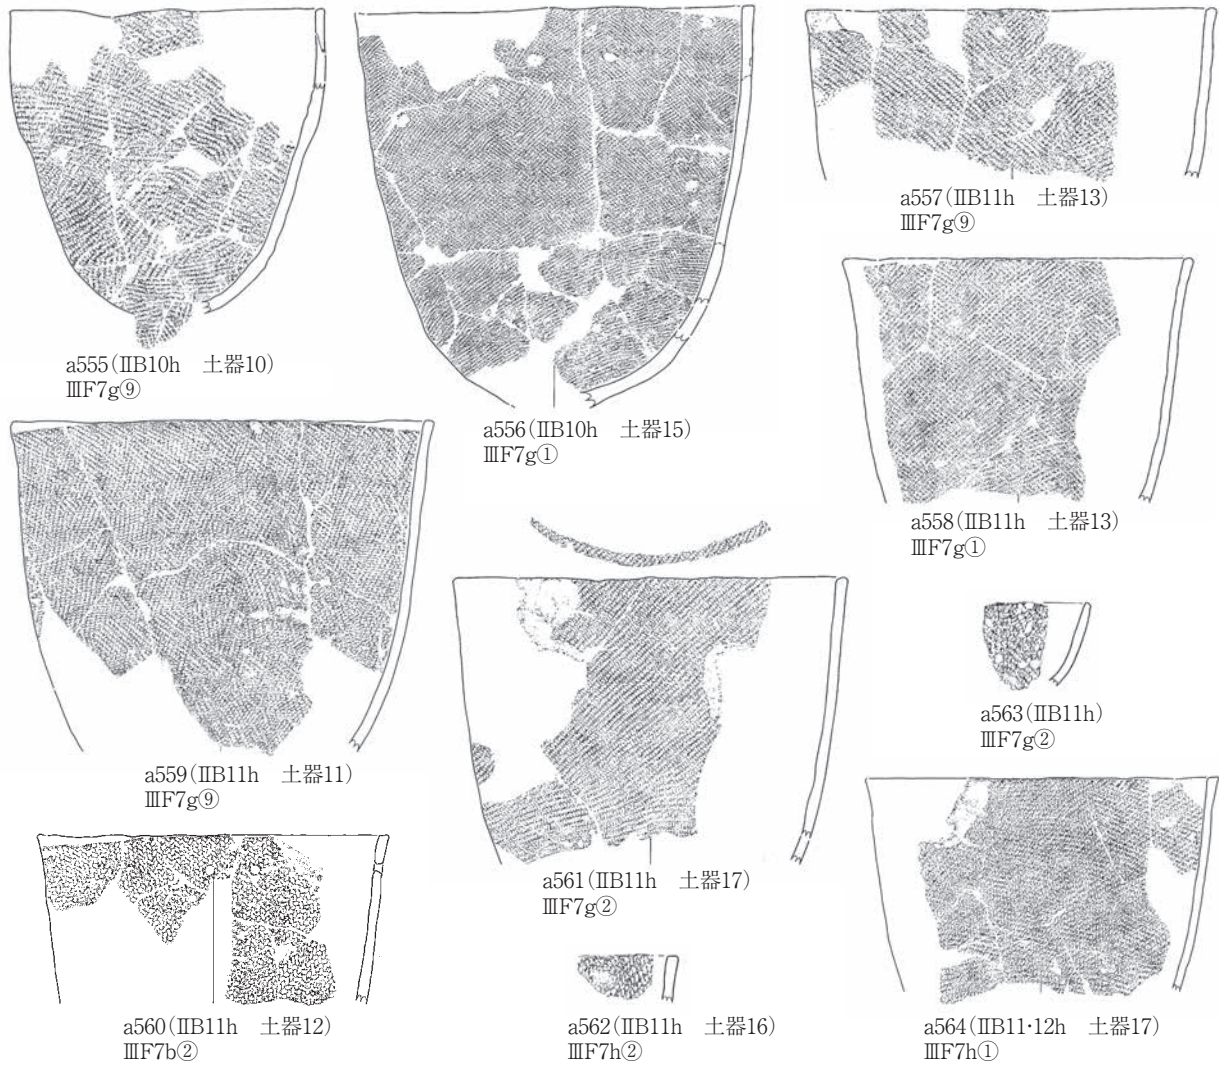 a555(ⅡB10h　土器10)
ⅢF7g⑨
a556(ⅡB10h　土器15)
ⅢF7g①
a557(ⅡB11h　土器13)
ⅢF7g⑨
a558(ⅡB11h　土器13)
ⅢF7g①
a559(ⅡB11h　土器11)
ⅢF7g⑨
a560(ⅡB11h　土器12)
ⅢF7b②
a561(ⅡB11h　土器17)
ⅢF7g②
a562(ⅡB11h　土器16)
ⅢF7h②
a563(ⅡB11h)
ⅢF7g②
a564(ⅡB11·12h　土器17)
ⅢF7h①